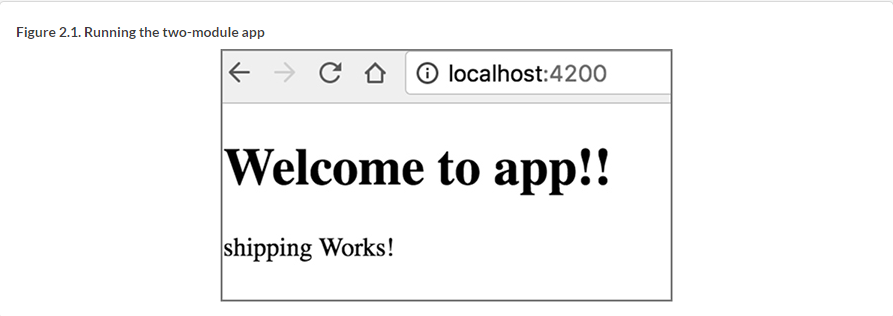 Figure 2.1. Running the two-module app
localhost:4200
Welcome to app!!
shipping Works!